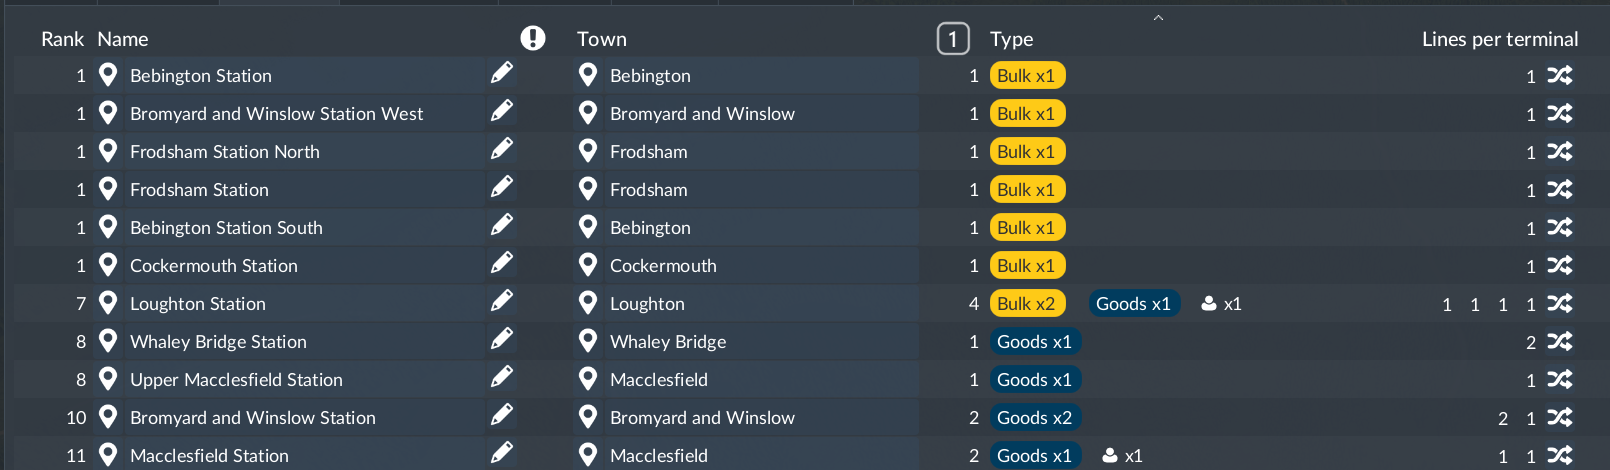 Rank Name Town 1 Type Lines per terminal
1 Bebington Station Bebington 1 Bulk x1 1
1 Bromyard and Winslow Station West Bromyard and Winslow 1 Bulk x1 1
1 Frodsham Station North Frodsham 1 Bulk x1 1
1 Frodsham Station Frodsham 1 Bulk x1 1
1 Bebington Station South Bebington 1 Bulk x1 1
1 Cockermouth Station Cockermouth 1 Bulk x1 1
7 Loughton Station Loughton 4 Bulk x2 Goods x1 x1 1 1 1 1
8 Whaley Bridge Station Whaley Bridge 1 Goods x1 2
8 Upper Macclesfield Station Macclesfield 1 Goods x1 1
10 Bromyard and Winslow Station Bromyard and Winslow 2 Goods x2 2 1
11 Macclesfield Station Macclesfield 2 Goods x1 x1 1 1